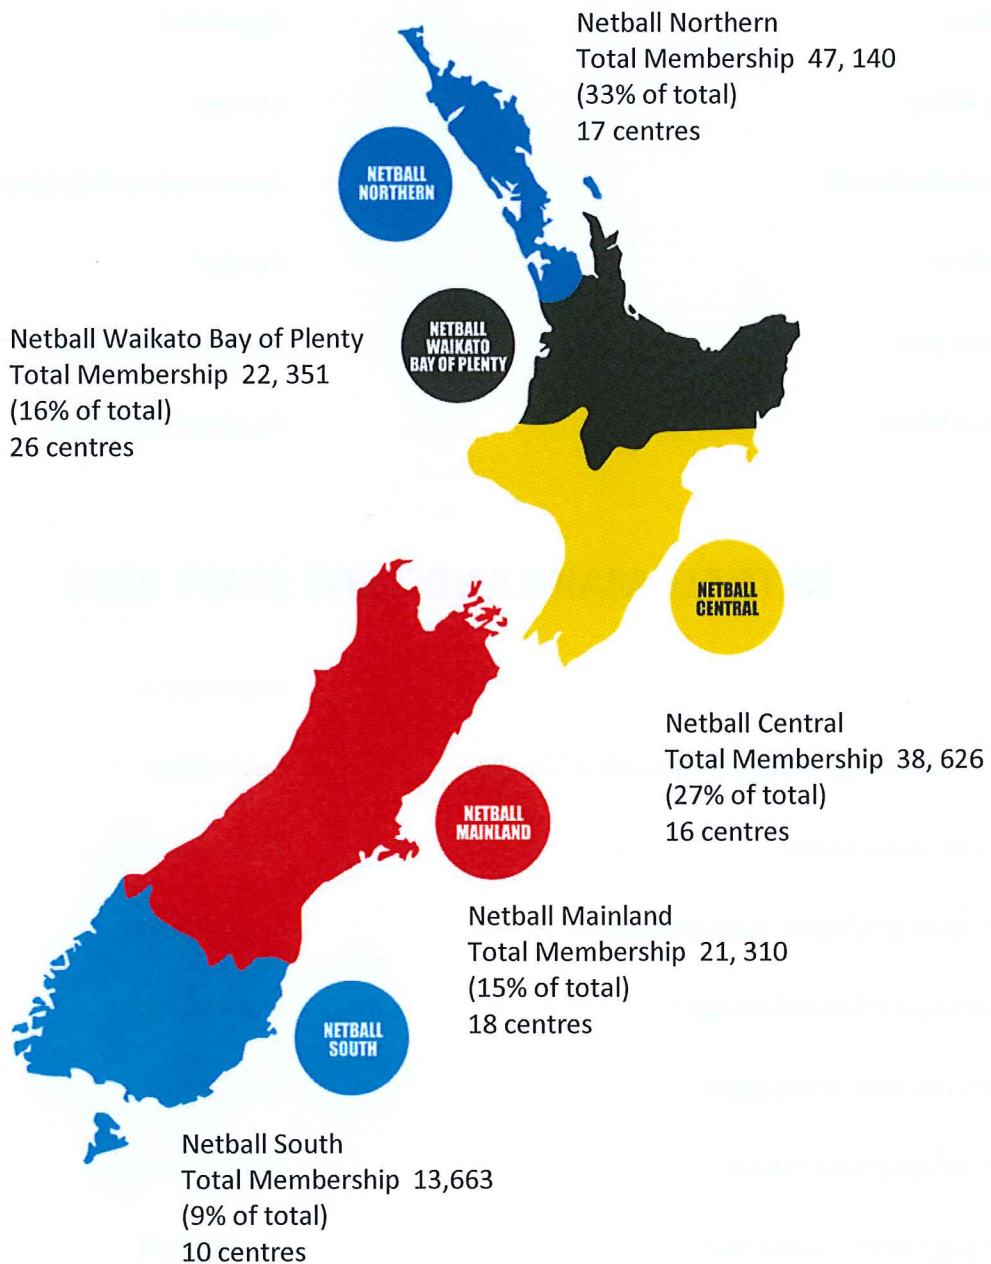 Netball Northern
Total Membership 47, 140
(33% of total)
17 centres
NETBALL
NORTHERN
Netball Waikato Bay of Plenty
Total Membership 22, 351
(16% of total)
26 centres
NETBALL
WAIKATO
BAY OF PLENTY
NETBALL
CENTRAL
Netball Central
Total Membership 38, 626
(27% of total)
16 centres
NETBALL
MAINLAND
Netball Mainland
Total Membership 21, 310
(15% of total)
18 centres
NETBALL
SOUTH
Netball South
Total Membership 13,663
(9% of total)
10 centres